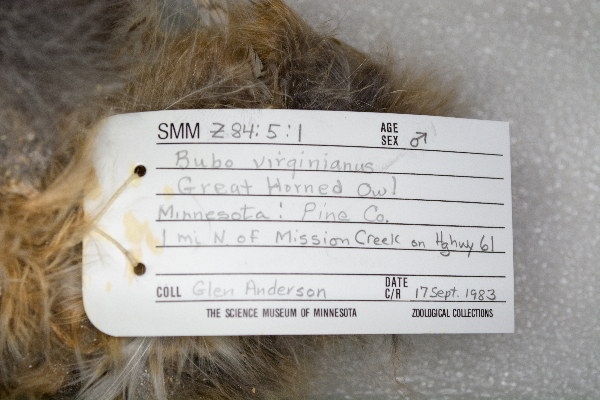 SMM Z 84:5:1 AGE SEX ♂
Bubo virginianus
Great Horned Owl
Minnesota: Pine Co.
1 mi N. of Mission Creek on Hghwy 61
COLL Glen Anderson DATE C/R 17 Sept. 1983
THE SCIENCE MUSEUM OF MINNESOTA ZOOLOGICAL COLLECTIONS